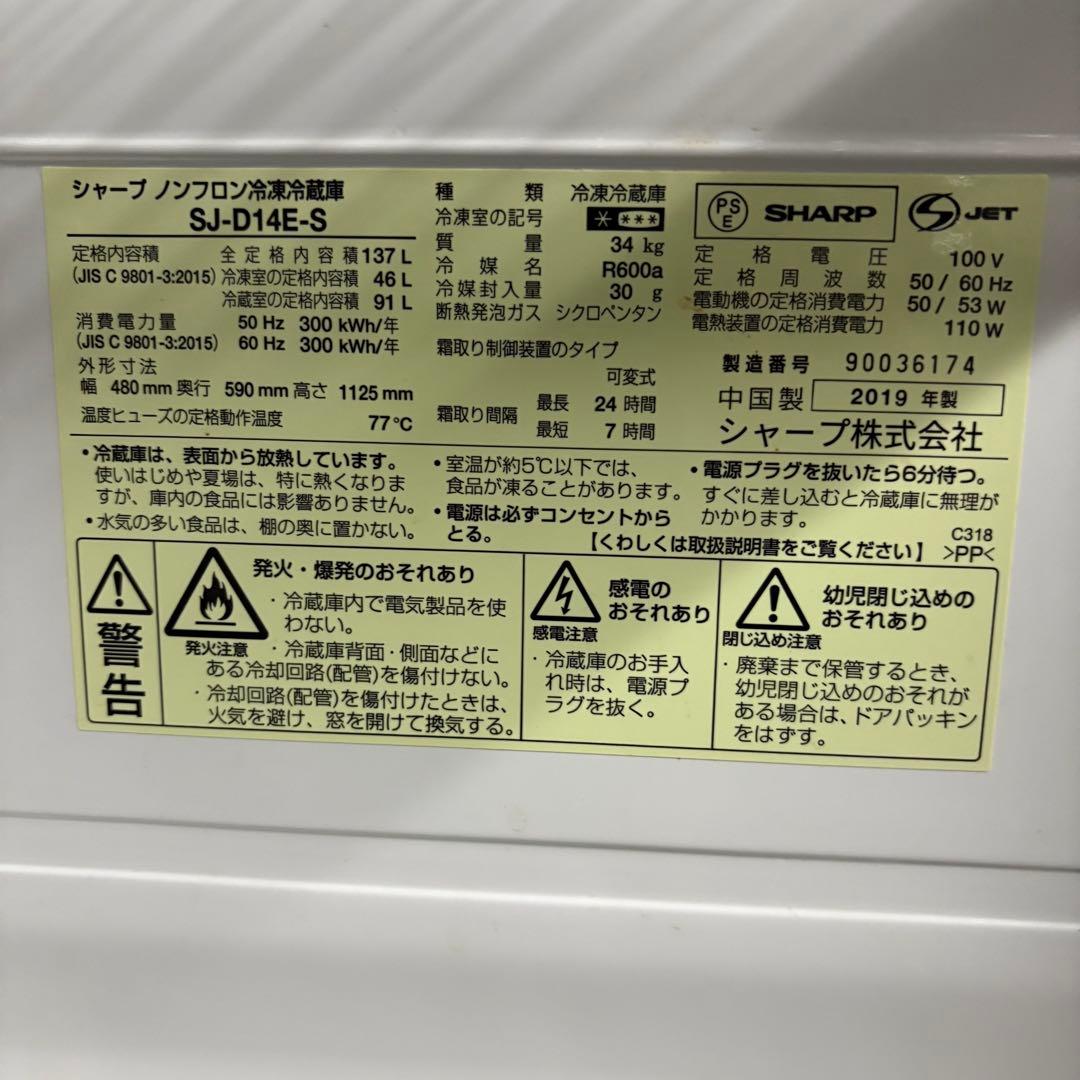 シャープ ノンフロン冷凍冷蔵庫
SJ-D14E-S
定格内容積 全定格内容積 137 L
(JIS C 9801-3:2015) 冷凍室の定格内容積 46 L
冷蔵室の定格内容積 91 L
消費電力量 50 Hz 300 kWh/年
(JIS C 9801-3:2015) 60 Hz 300 kWh/年
外形寸法
幅 480 mm 奥行 590 mm 高さ 1125 mm
温度ヒューズの定格動作温度 77℃
種類 冷凍冷蔵庫
冷凍室の記号 * ***
質量 34 kg
冷媒名 R600a
冷媒封入量 30 g
断熱発泡ガス シクロペンタン
霜取り制御装置のタイプ
可変式
霜取り間隔 最長 24 時間
最短 7 時間
PS
E
SHARP
JET
定格電圧 100 V
定格周波数 50 / 60 Hz
電動機の定格消費電力 50 / 53 W
電熱装置の定格消費電力 110 W
製造番号 90036174
中国製 2019 年製
シャープ株式会社
・冷蔵庫は、表面から放熱しています。
使いはじめや夏場は、特に熱くなりま
すが、庫内の食品には影響ありません。
・水気の多い食品は、棚の奥に置かない。
・室温が約5℃以下では、
食品が凍ることがあります。
・電源は必ずコンセントから
とる。
・電源プラグを抜いたら6分待つ。
すぐに差し込むと冷蔵庫に無理が
かかります。
C318
【くわしくは取扱説明書をご覧ください】 >PP<
警告
発火注意
発火・爆発のおそれあり
・冷蔵庫内で電気製品を使
わない。
・冷蔵庫背面・側面などに
ある冷却回路(配管)を傷付けない。
・冷却回路(配管)を傷付けたときは、
火気を避け、窓を開けて換気する。
感電注意
感電の
おそれあり
・冷蔵庫のお手入
れ時は、電源プ
ラグを抜く。
閉じ込め注意
幼児閉じ込めの
おそれあり
・廃棄まで保管するとき、
幼児閉じ込めのおそれが
ある場合は、ドアパッキン
をはずす。